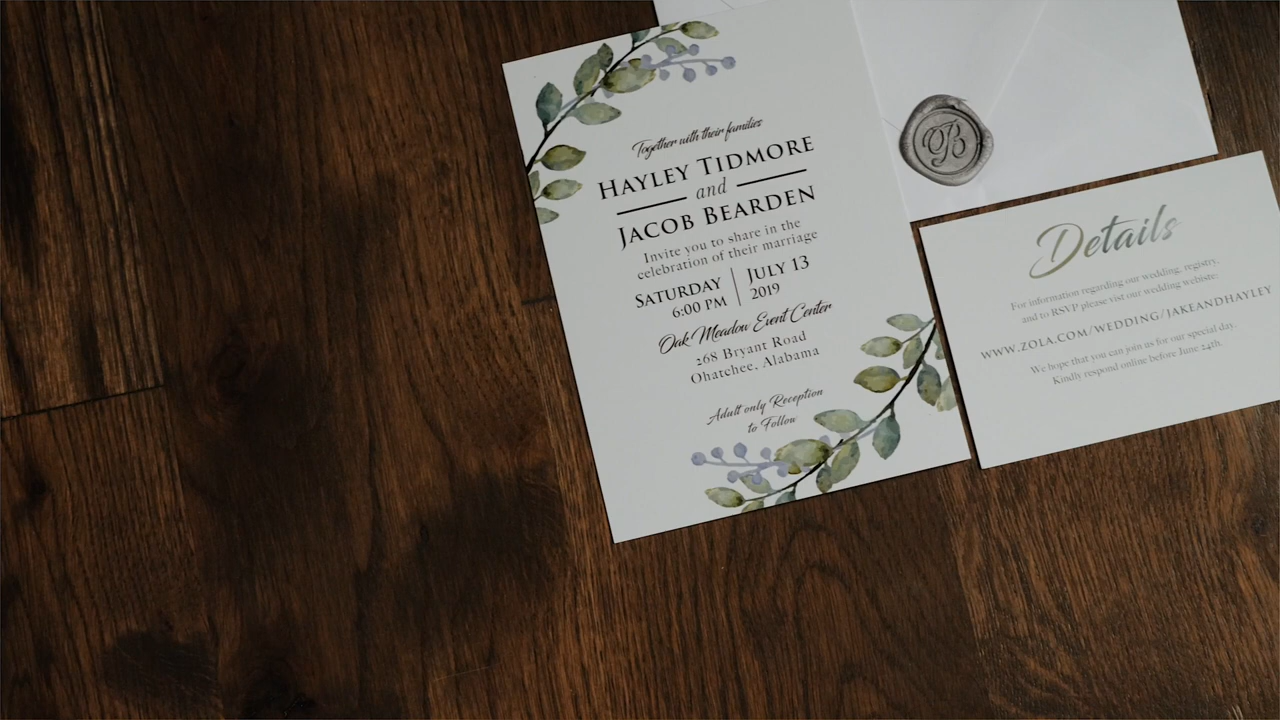 Together with their families
HAYLEY TIDMORE
and
JACOB BEARDEN
Invite you to share in the
celebration of their marriage
SATURDAY
6:00 PM
JULY 13
2019
Oak Meadow Event Center
268 Bryant Road
Ohatchee, Alabama
Adult only Reception
to Follow
B
Details
For information regarding our wedding, registry,
and to RSVP please vist our wedding webiste:
WWW.ZOLA.COM/WEDDING/JAKEANDHAYLEY
We hope that you can join us for our special day.
Kindly respond online before June 24th.